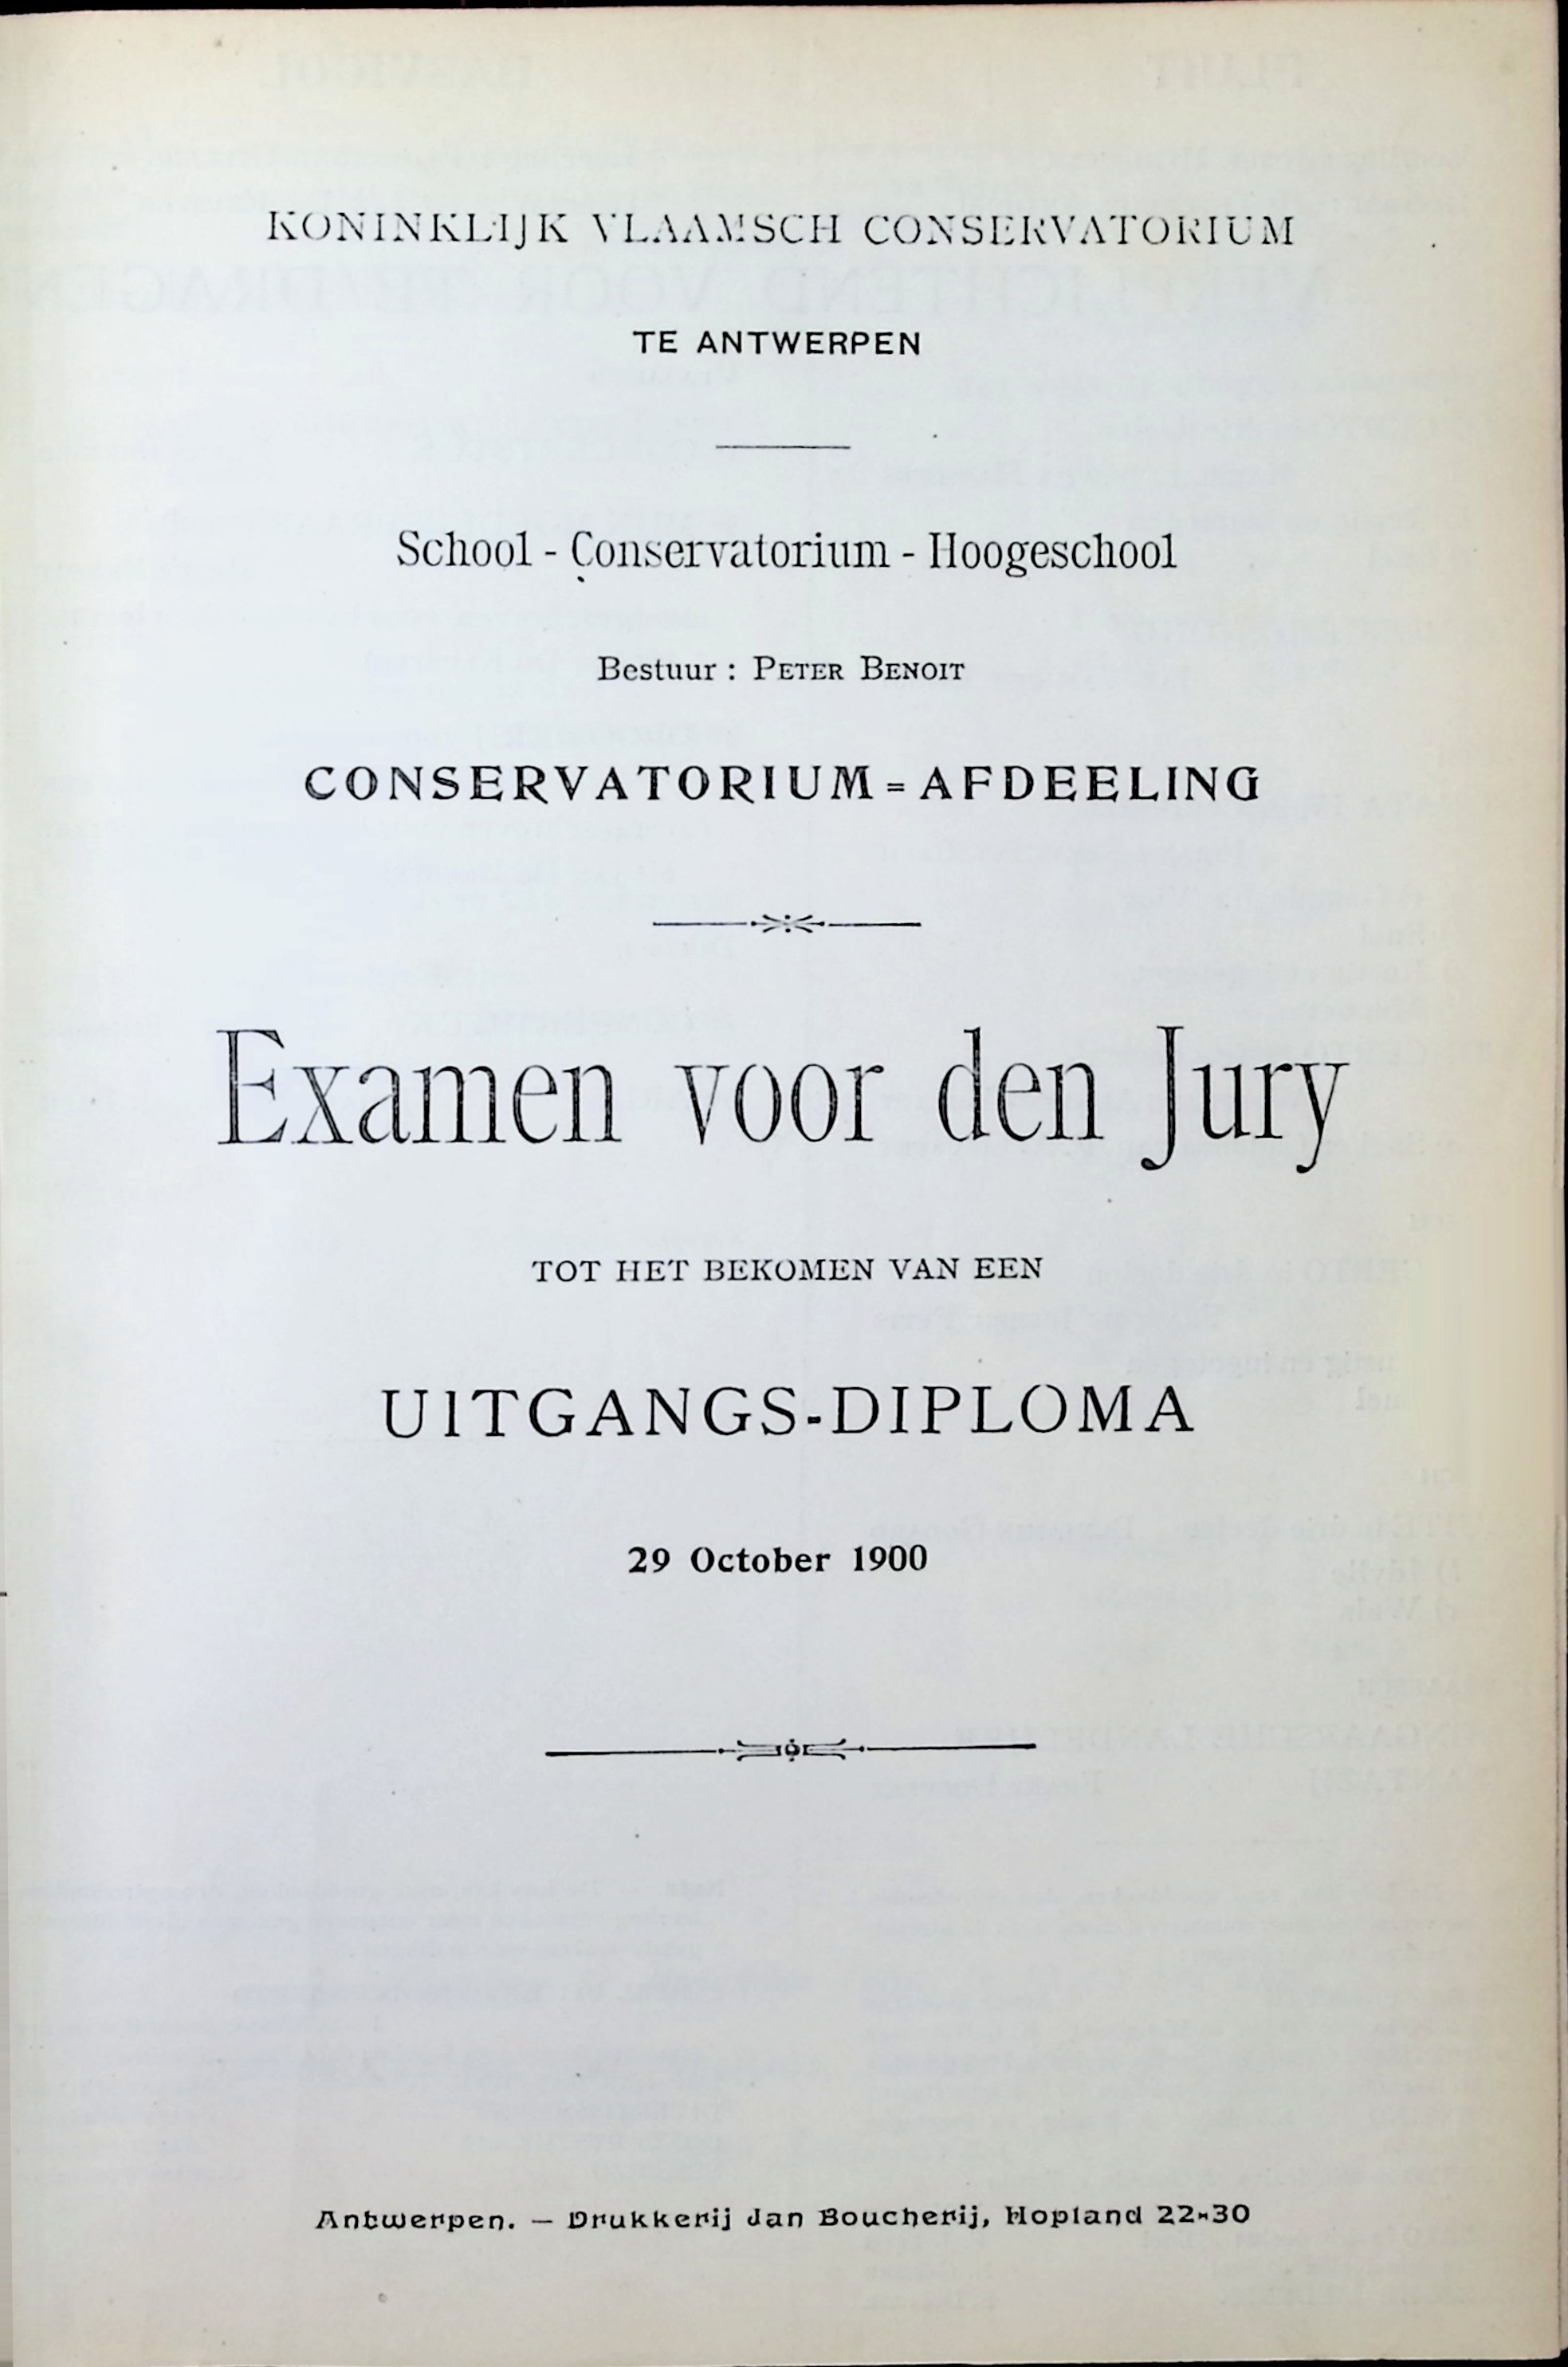 KONINKLIJK VLAAMSCH CONSERVATORIUM
TE ANTWERPEN
School - Conservatorium - Hoogeschool
Bestuur : PETER BENOIT
CONSERVATORIUM=AFDEELING
Examen voor den Jury
TOT HET BEKOMEN VAN EEN
UITGANGS-DIPLOMA
29 October 1900
Antwerpen. — Drukkerij Jan Boucherij, Hopland 22-30